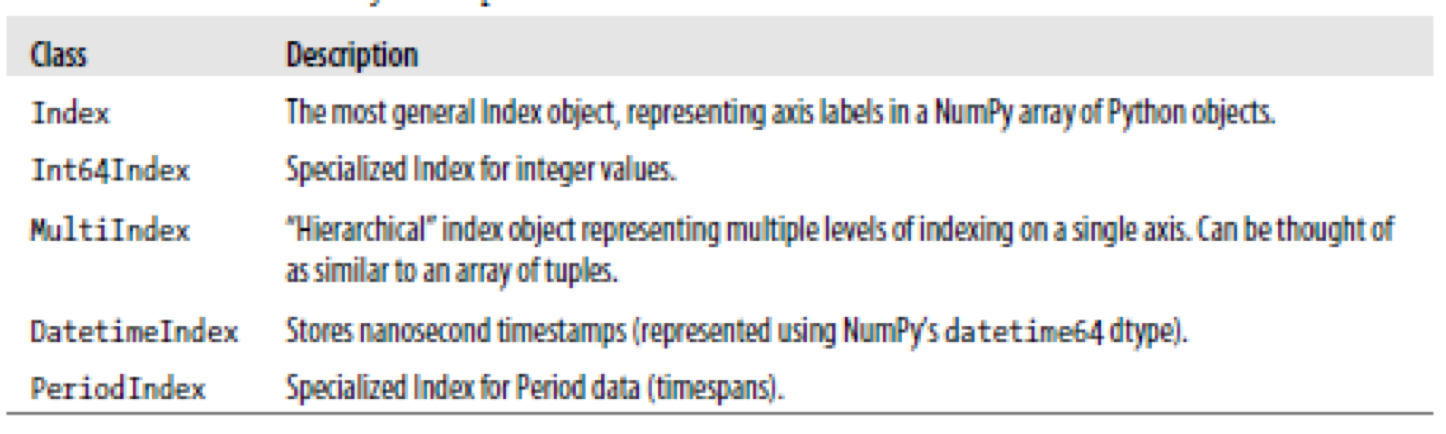 Class Description
Index The most general Index object, representing axis labels in a NumPy array of Python objects.
Int64Index Specialized Index for integer values.
MultiIndex “Hierarchical” index object representing multiple levels of indexing on a single axis. Can be thought of
as similar to an array of tuples.
DatetimeIndex Stores nanosecond timestamps (represented using NumPy’s datetime64 dtype).
PeriodIndex Specialized Index for Period data (timespans).